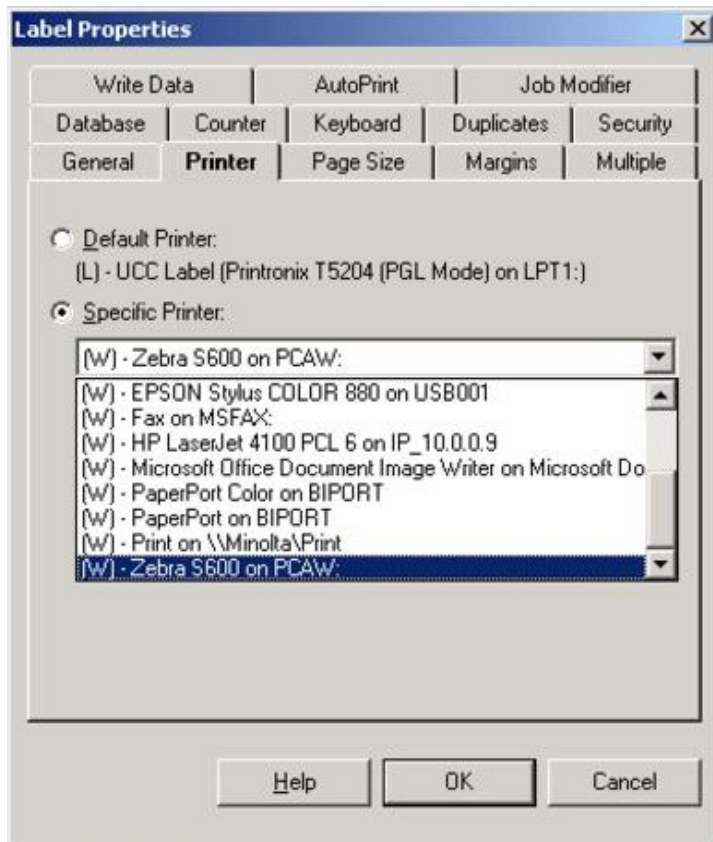 Label Properties
Write Data AutoPrint Job Modifier
Database Counter Keyboard Duplicates Security
General Printer Page Size Margins Multiple
Default Printer:
(L) - UCC Label (Printronix T5204 (PGL Mode) on LPT1:)
Specific Printer:
(W) - Zebra S600 on PCAW:
(W) - EPSON Stylus COLOR 880 on USB001
(W) - Fax on MSFAX:
(W) - HP LaserJet 4100 PCL 6 on IP_10.0.0.9
(W) - Microsoft Office Document Image Writer on Microsoft Do
(W) - PaperPort Color on BIPORT
(W) - PaperPort on BIPORT
(W) - Print on \\Minolta\Print
(W) - Zebra S600 on PCAW:
Help OK Cancel